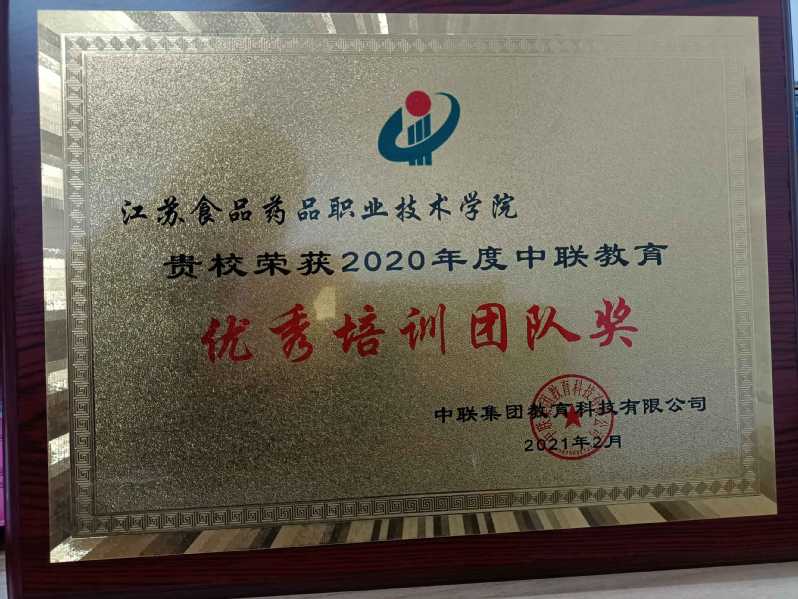 江苏食品药品职业技术学院
贵校荣获2020年度中联教育
优秀培训团队奖
中联集团教育科技有限公司
2021年2月